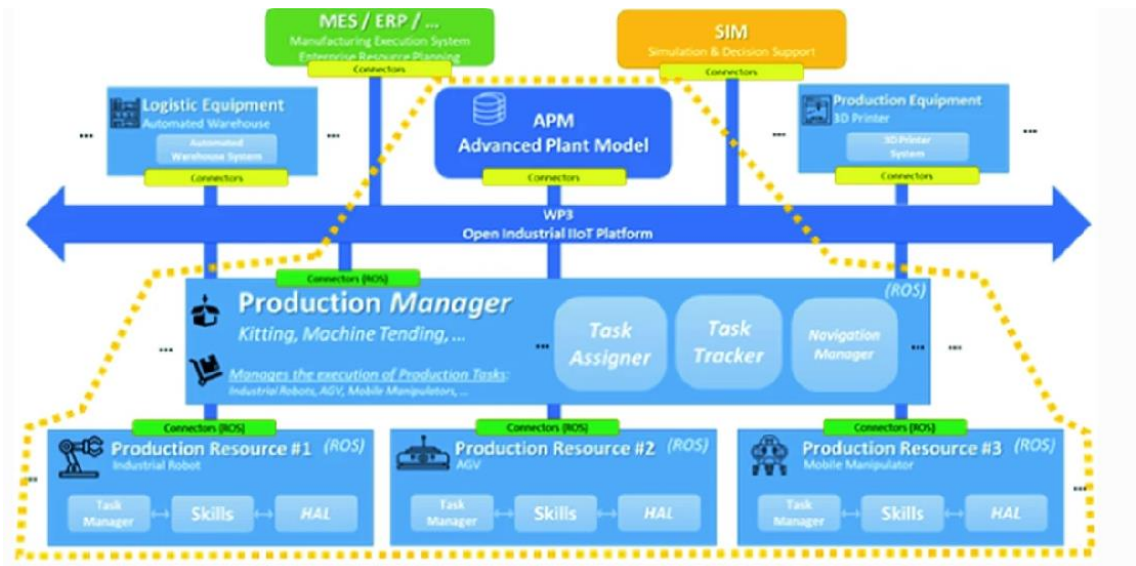 MES / ERP / ...
Manufacturing Execution System
Enterprise Resource Planning
Connectors
SIM
Simulation & Decision Support
Connectors
Logistic Equipment
Automated Warehouse
Automated
Warehouse System
Connectors
...
...
APM
Advanced Plant Model
Connectors
Production Equipment
3D Printer
3D Printer
System
Connectors
...
...
WP3
Open Industrial IIoT Platform
Connectors (ROS)
Production Manager
(ROS)
Kitting, Machine Tending, ...
Manages the execution of Production Tasks:
Industrial Robots, AGV, Mobile Manipulators, ...
...
Task
Assigner
Task
Tracker
Navigation
Manager
...
...
...
Connectors (ROS)
Production Resource #1 (ROS)
Industrial Robot
Task
Manager
Skills
HAL
...
Connectors (ROS)
Production Resource #2 (ROS)
AGV
Task
Manager
Skills
HAL
Connectors (ROS)
Production Resource #3 (ROS)
Mobile Manipulator
Task
Manager
Skills
HAL
...